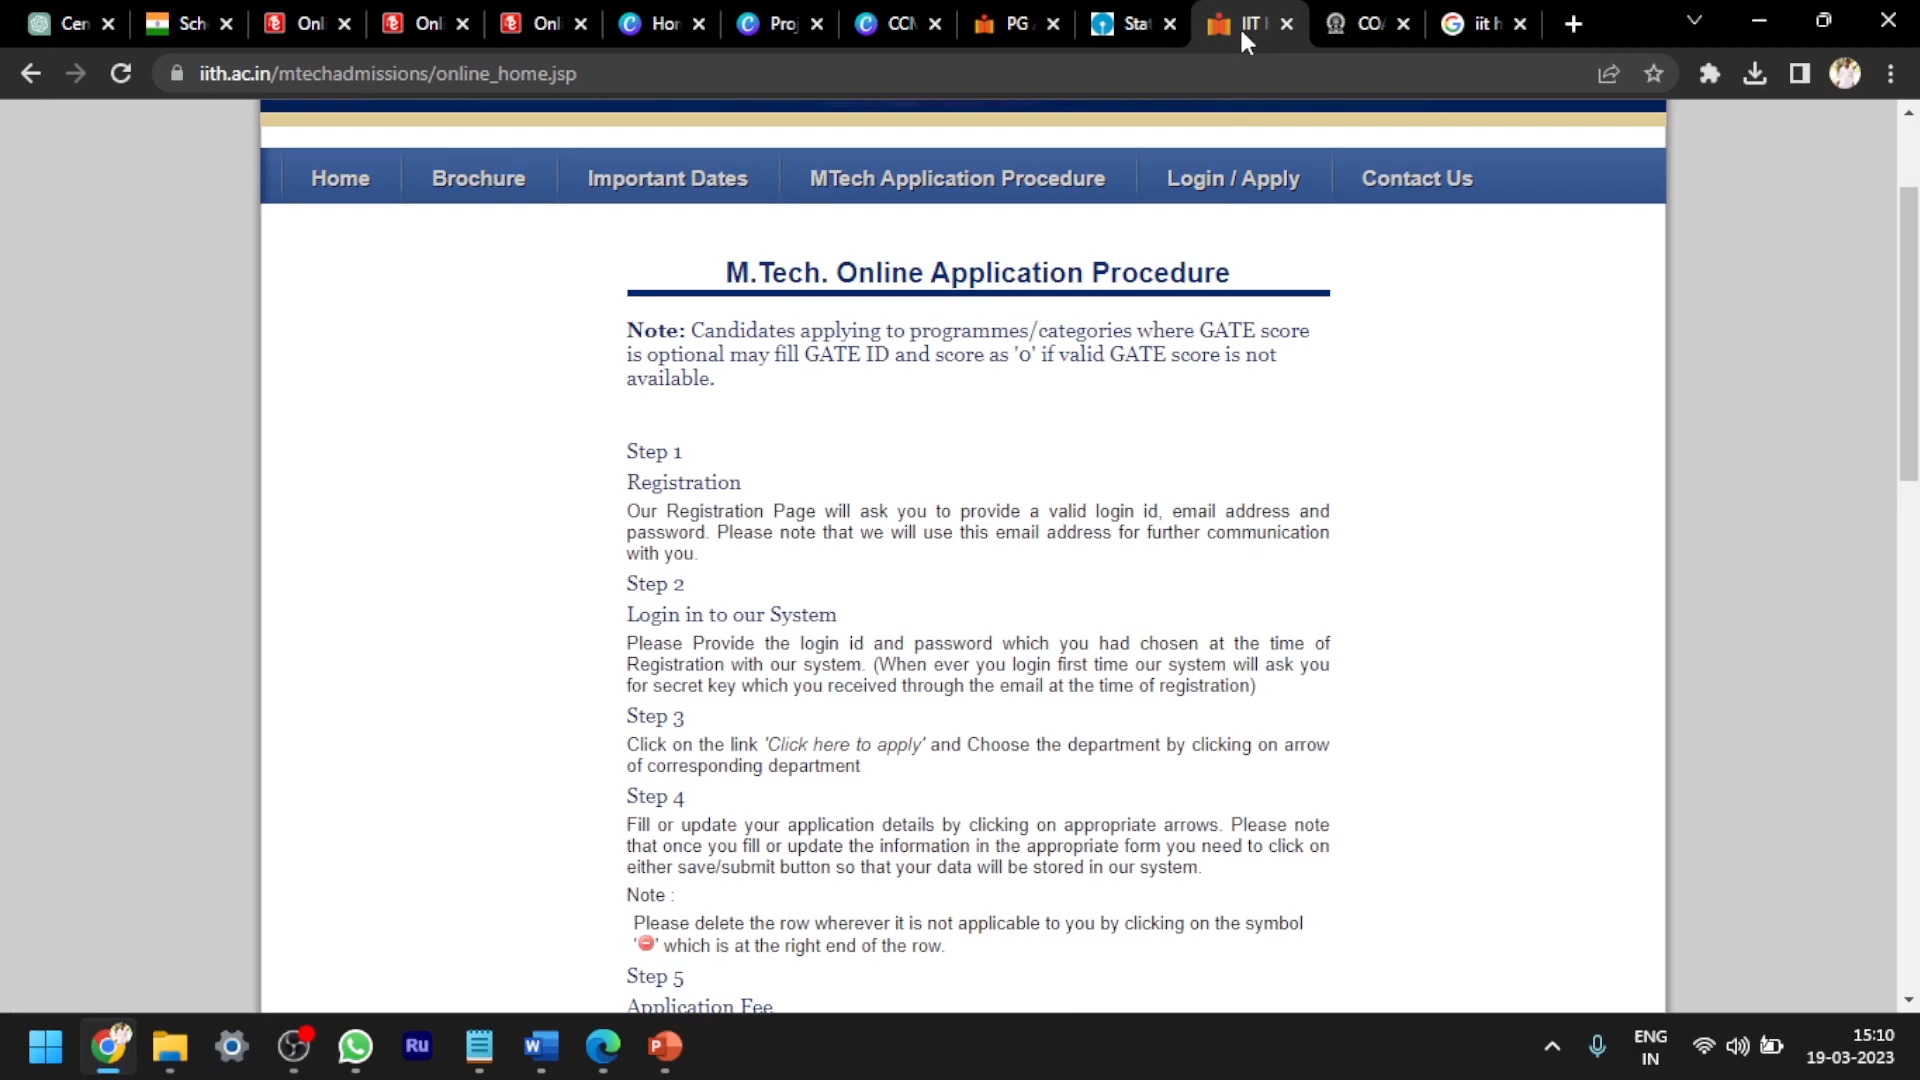 Cen
Sch
Onl
Onl
Onl
Hor
Proj
CCM
PG
Stat
IIT
CO
iit h
iith.ac.in/mtechadmissions/online_home.jsp
Home
Brochure
Important Dates
MTech Application Procedure
Login / Apply
Contact Us
M.Tech. Online Application Procedure
Note: Candidates applying to programmes/categories where GATE score
is optional may fill GATE ID and score as '0' if valid GATE score is not
available.
Step 1
Registration
Our Registration Page will ask you to provide a valid login id, email address and
password. Please note that we will use this email address for further communication
with you.
Step 2
Login in to our System
Please Provide the login id and password which you had chosen at the time of
Registration with our system. (When ever you login first time our system will ask you
for secret key which you received through the email at the time of registration)
Step 3
Click on the link 'Click here to apply' and Choose the department by clicking on arrow
of corresponding department
Step 4
Fill or update your application details by clicking on appropriate arrows. Please note
that once you fill or update the information in the appropriate form you need to click on
either save/submit button so that your data will be stored in our system.
Note :
Please delete the row wherever it is not applicable to you by clicking on the symbol
' ' which is at the right end of the row.
Step 5
Application Fee
Ru
ENG
IN
15:10
19-03-2023